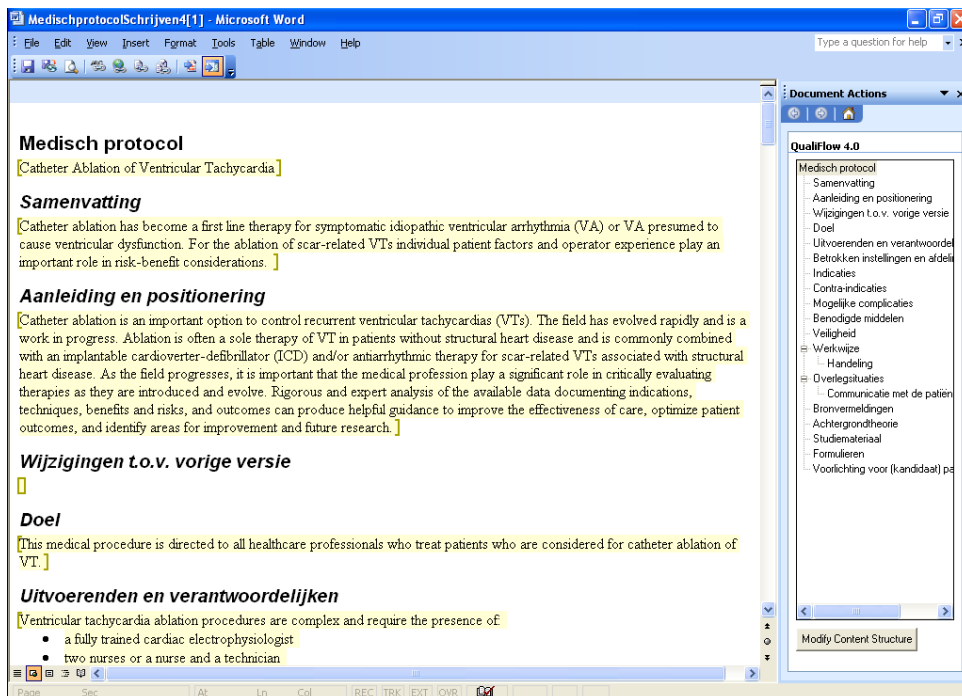 MedischprotocolSchrijven4[1] - Microsoft Word
File Edit View Insert Format Tools Table Window Help
Type a question for help
Medisch protocol
Catheter Ablation of Ventricular Tachycardia
Samenvatting
Catheter ablation has become a first line therapy for symptomatic idiopathic ventricular arrhythmia (VA) or VA presumed to
cause ventricular dysfunction. For the ablation of scar-related VTs individual patient factors and operator experience play an
important role in risk-benefit considerations.
Aanleiding en positionering
Catheter ablation is an important option to control recurrent ventricular tachycardias (VTs). The field has evolved rapidly and is a
work in progress. Ablation is often a sole therapy of VT in patients without structural heart disease and is commonly combined
with an implantable cardioverter-defibrillator (ICD) and/or antiarrhythmic therapy for scar-related VTs associated with structural
heart disease. As the field progresses, it is important that the medical profession play a significant role in critically evaluating
therapies as they are introduced and evolve. Rigorous and expert analysis of the available data documenting indications,
techniques, benefits and risks, and outcomes can produce helpful guidance to improve the effectiveness of care, optimize patient
outcomes, and identify areas for improvement and future research.
Wijzigingen t.o.v. vorige versie
Doel
This medical procedure is directed to all healthcare professionals who treat patients who are considered for catheter ablation of
VT.
Uitvoerenden en verantwoordelijken
Ventricular tachycardia ablation procedures are complex and require the presence of:
• a fully trained cardiac electrophysiologist
• two nurses or a nurse and a technician
Document Actions
QualiFlow 4.0
Medisch protocol
Samenvatting
Aanleiding en positionering
Wijzigingen t.o.v. vorige versie
Doel
Uitvoerenden en verantwoordel
Betrokken instellingen en afdelin
Indicaties
Contra-indicaties
Mogelijke complicaties
Benodigde middelen
Veiligheid
Werkwijze
Handeling
Overlegsituaties
Communicatie met de patiën
Bronvermeldingen
Achtergrondtheorie
Studiemateriaal
Formulieren
Voorlichting voor (kandidaat) pa
Modify Content Structure
Page Sec At Ln Col REC TRK EXT OVR